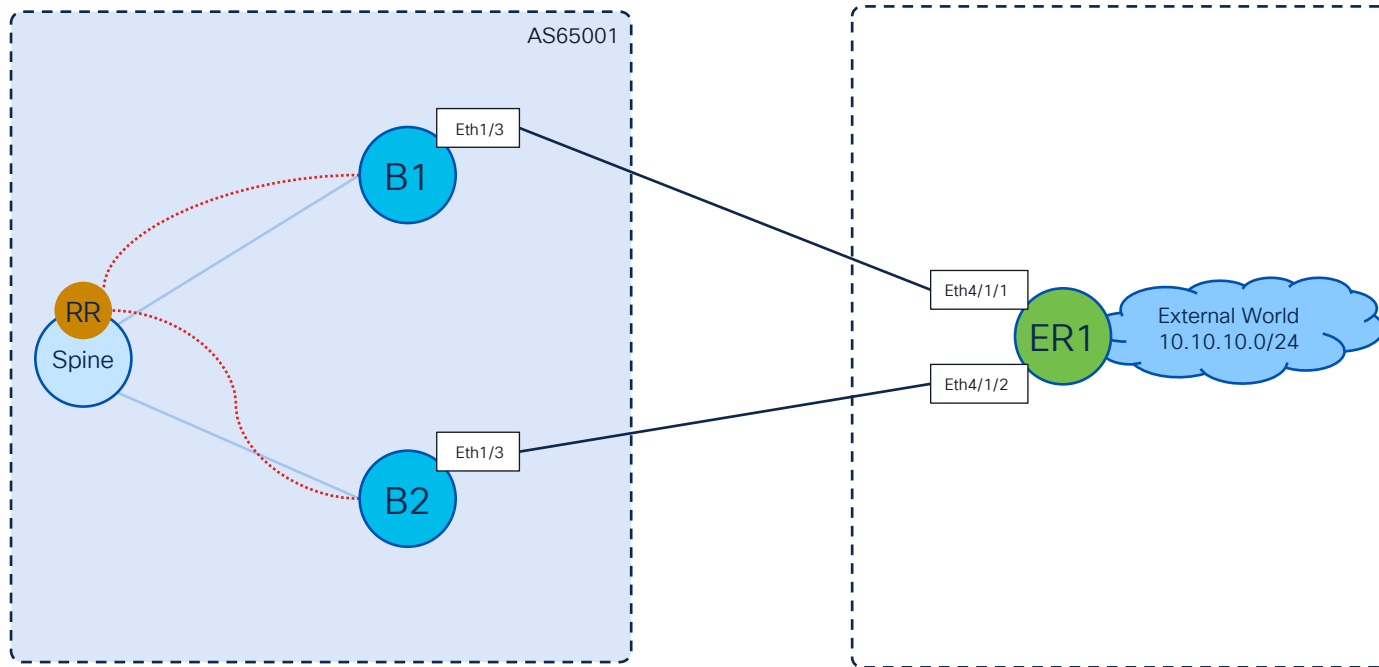 AS65001
Eth1/3
B1
RR
Spine
Eth1/3
B2
Eth4/1/1
ER1
Eth4/1/2
External World
10.10.10.0/24